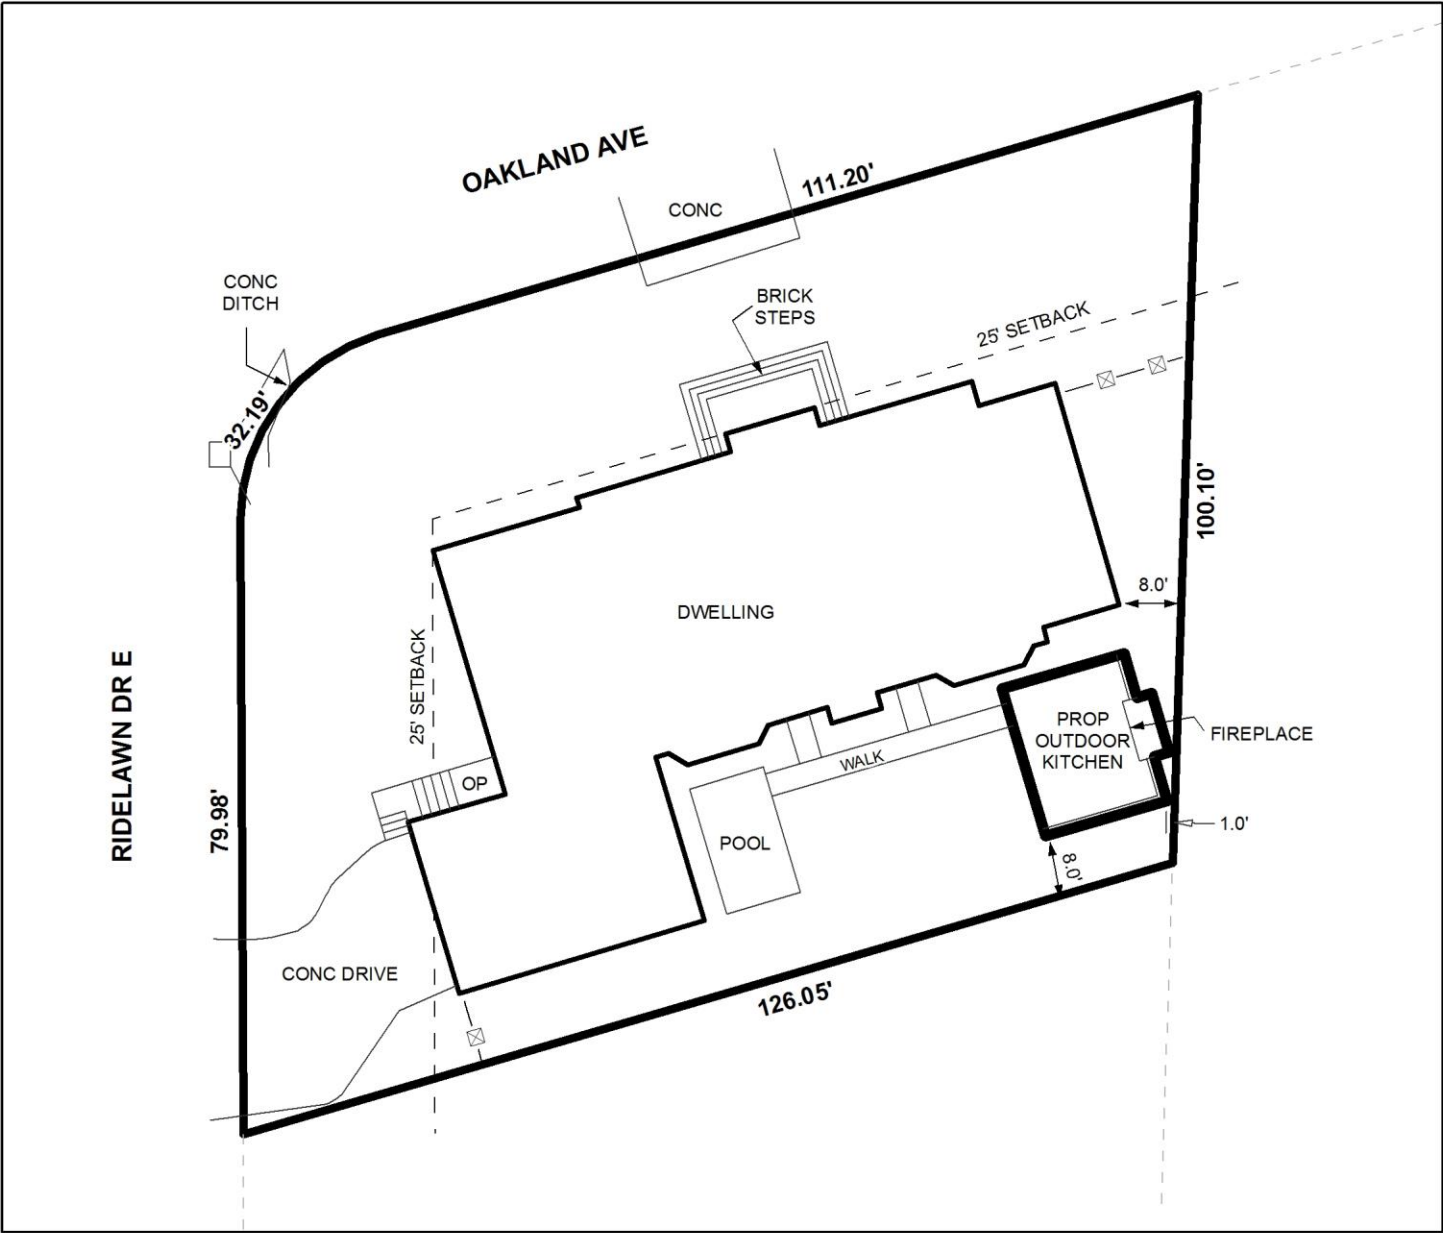 OAKLAND AVE
111.20'
CONC
CONC
DITCH
BRICK
STEPS
25' SETBACK
32.19'
100.10'
8.0'
DWELLING
25' SETBACK
RIDELAWN DR E
PROP
OUTDOOR
KITCHEN
FIREPLACE
WALK
OP
79.98'
POOL
1.0'
8.0'
CONC DRIVE
126.05'